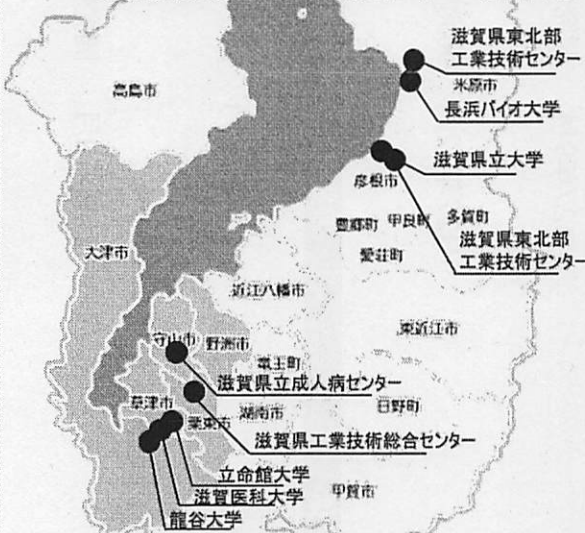 滋賀県東北部
工業技術センター
高島市
米原市
長浜バイオ大学
滋賀県立大学
彦根市
豊郷町
甲良町
多賀町
滋賀県東北部
工業技術センター
大津市
愛荘町
近江八幡市
東近江市
守山市
野洲市
竜王町
滋賀県立成人病センター
草津市
栗東市
湖南市
日野町
滋賀県工業技術総合センター
立命館大学
滋賀医科大学
甲賀市
龍谷大学